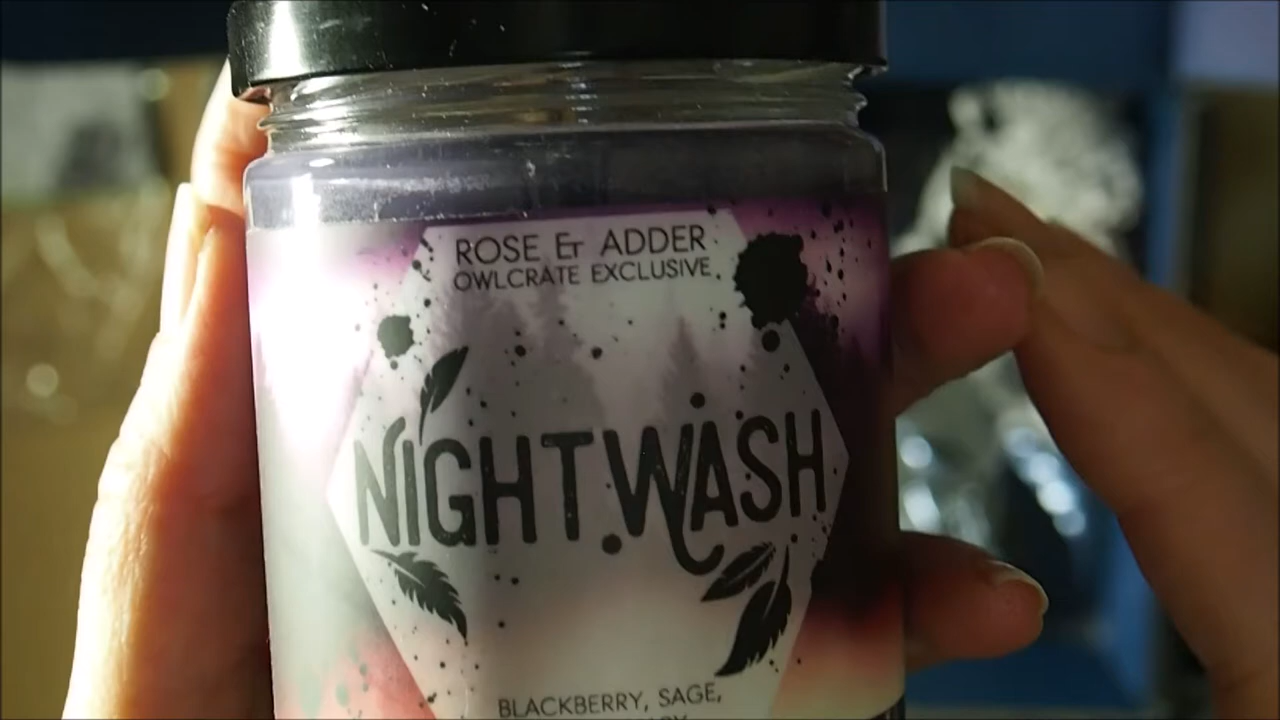 ROSE & ADDER
OWLCRATE EXCLUSIVE
NIGHTWASH
BLACKBERRY, SAGE,